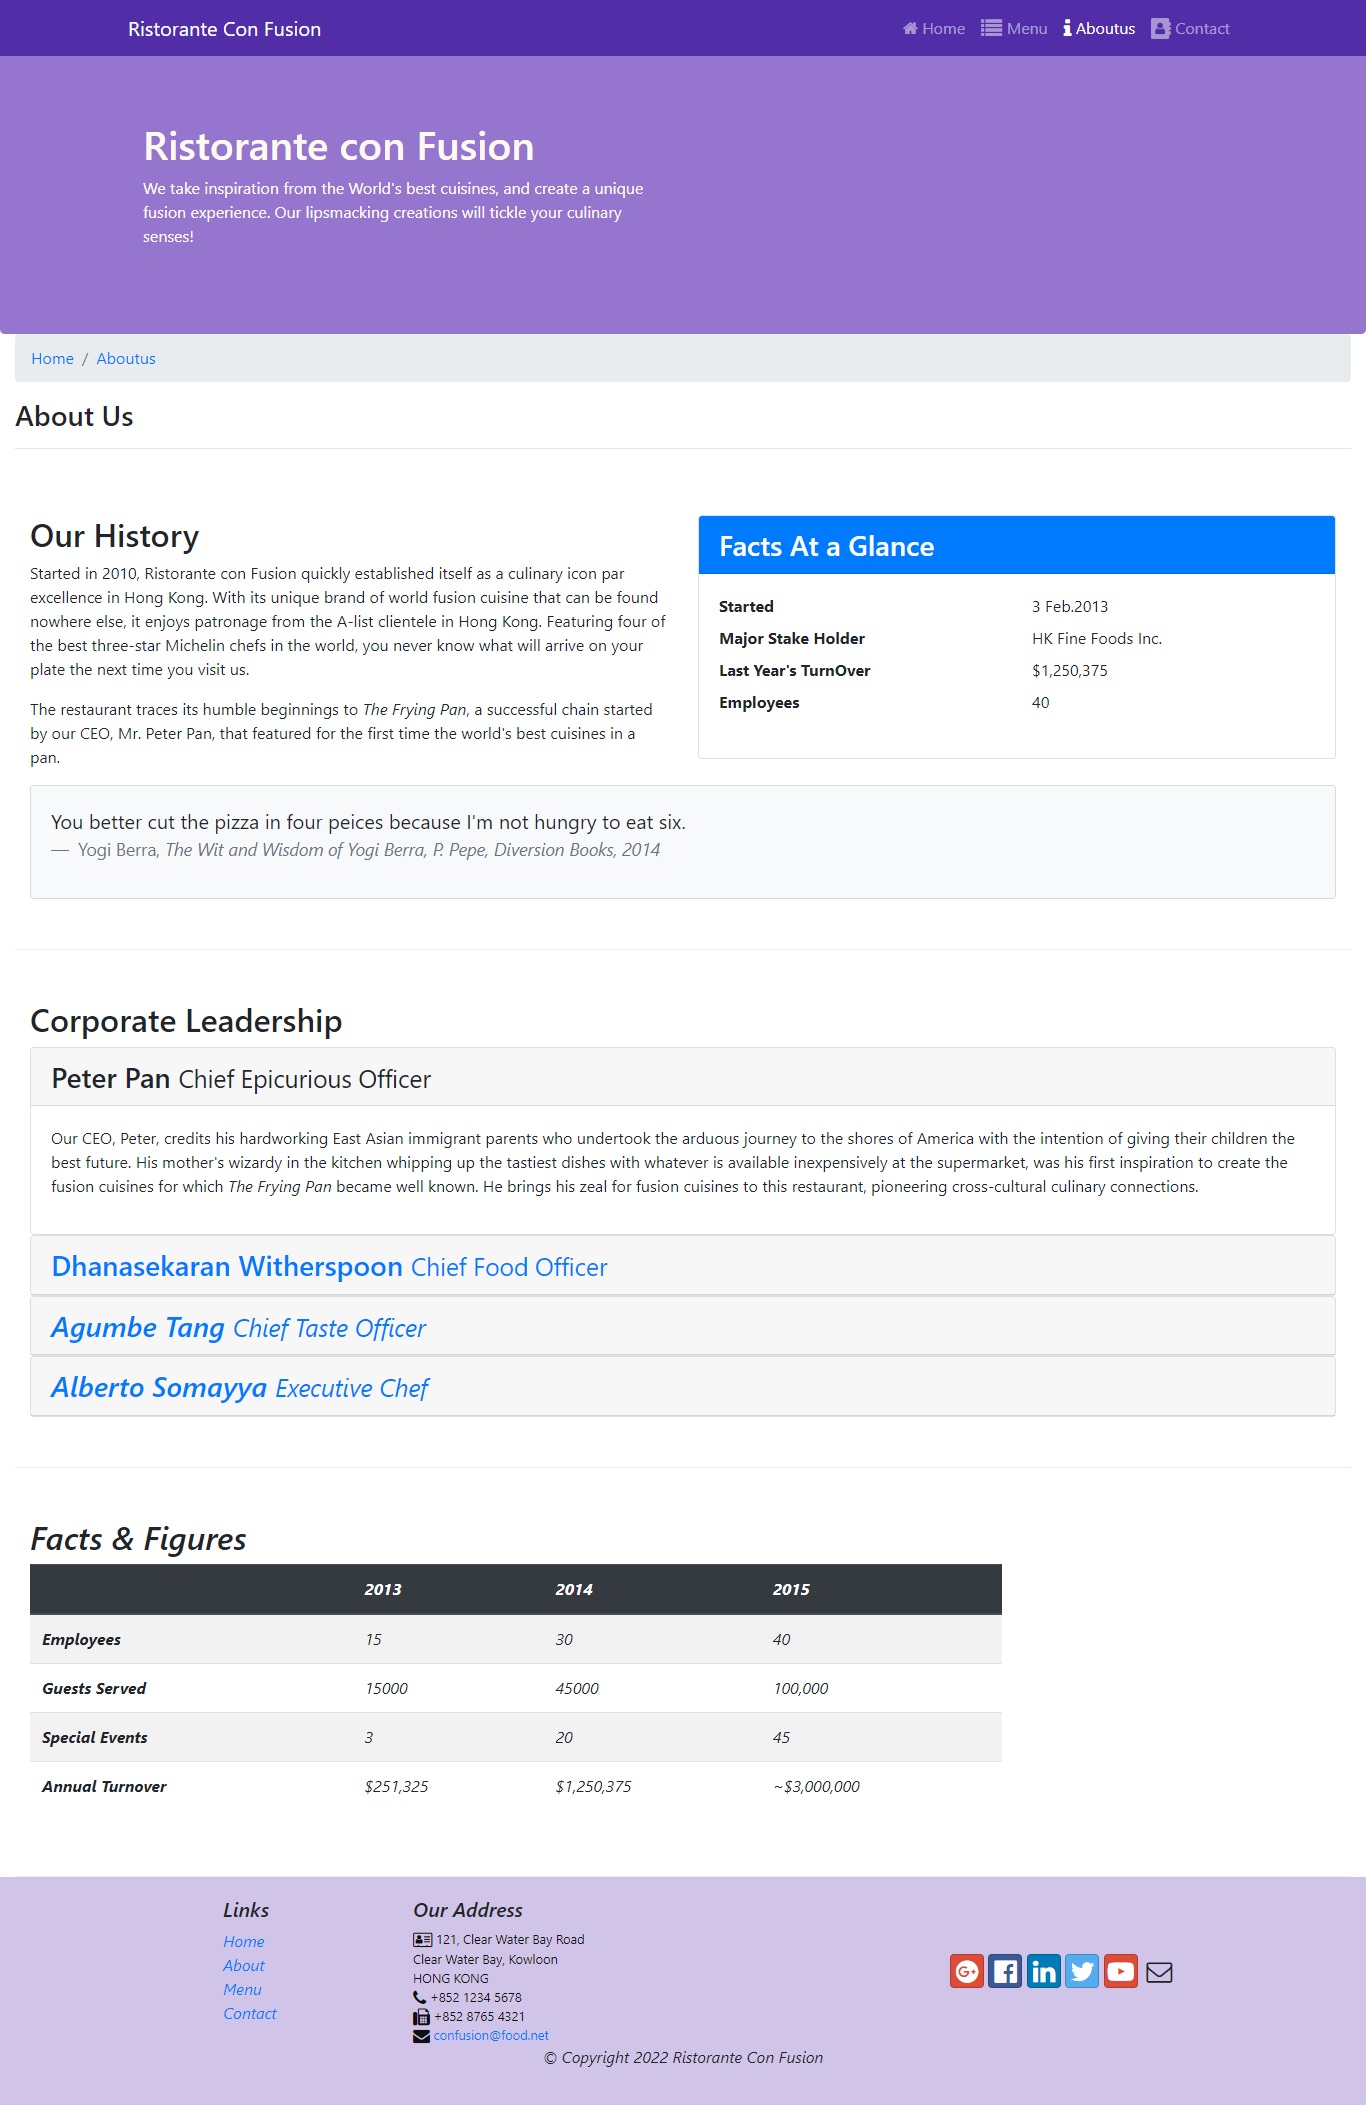 Ristorante Con Fusion
Home
Menu
Aboutus
Contact
Ristorante con Fusion
We take inspiration from the World's best cuisines, and create a unique
fusion experience. Our lipsmacking creations will tickle your culinary
senses!
Home / Aboutus
About Us
Our History
Started in 2010, Ristorante con Fusion quickly established itself as a culinary icon par
excellence in Hong Kong. With its unique brand of world fusion cuisine that can be found
nowhere else, it enjoys patronage from the A-list clientele in Hong Kong. Featuring four of
the best three-star Michelin chefs in the world, you never know what will arrive on your
plate the next time you visit us.
The restaurant traces its humble beginnings to The Frying Pan, a successful chain started
by our CEO, Mr. Peter Pan, that featured for the first time the world's best cuisines in a
pan.
Facts At a Glance
Started 3 Feb.2013
Major Stake Holder HK Fine Foods Inc.
Last Year's TurnOver $1,250,375
Employees 40
You better cut the pizza in four peices because I'm not hungry to eat six.
— Yogi Berra, The Wit and Wisdom of Yogi Berra, P. Pepe, Diversion Books, 2014
Corporate Leadership
Peter Pan Chief Epicurious Officer
Our CEO, Peter, credits his hardworking East Asian immigrant parents who undertook the arduous journey to the shores of America with the intention of giving their children the
best future. His mother's wizardy in the kitchen whipping up the tastiest dishes with whatever is available inexpensively at the supermarket, was his first inspiration to create the
fusion cuisines for which The Frying Pan became well known. He brings his zeal for fusion cuisines to this restaurant, pioneering cross-cultural culinary connections.
Dhanasekaran Witherspoon Chief Food Officer
Agumbe Tang Chief Taste Officer
Alberto Somayya Executive Chef
Facts & Figures
2013 2014 2015
Employees 15 30 40
Guests Served 15000 45000 100,000
Special Events 3 20 45
Annual Turnover $251,325 $1,250,375 ~$3,000,000
Links
Home
About
Menu
Contact
Our Address
121, Clear Water Bay Road
Clear Water Bay, Kowloon
HONG KONG
+852 1234 5678
+852 8765 4321
confusion@food.net
© Copyright 2022 Ristorante Con Fusion